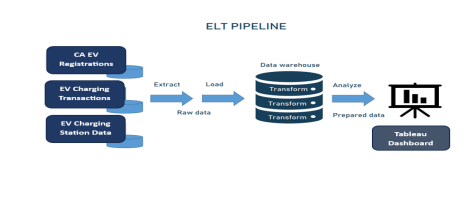 ELT PIPELINE
CA EV
Registrations
EV Charging
Transactions
EV Charging
Station Data
Extract
Load
Raw data
Data warehouse
Transform
Transform
Transform
Analyze
Prepared data
Tableau
Dashboard